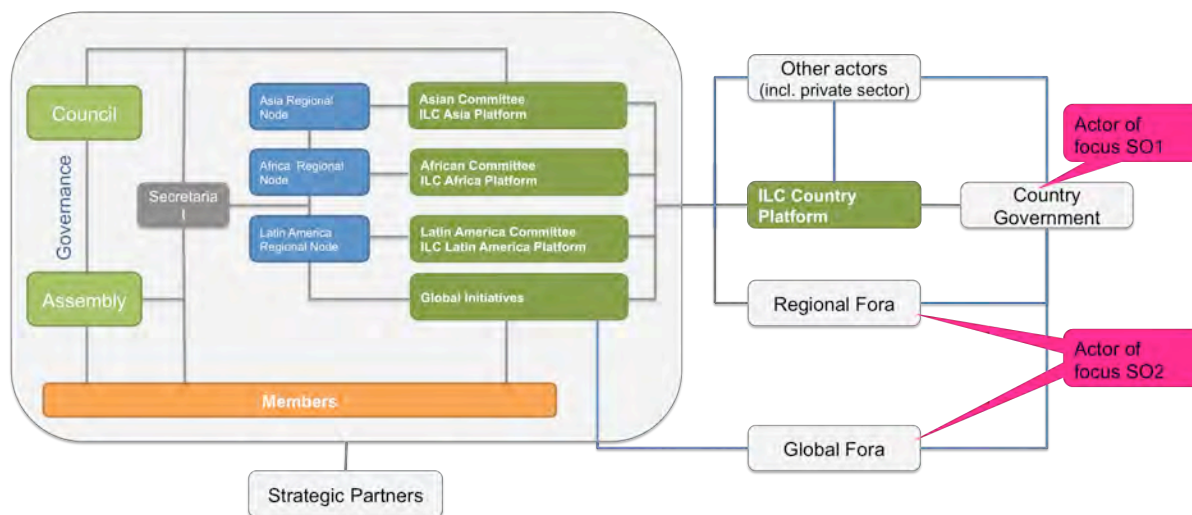 Council
Governance
Assembly
Secretaria
l
Asia Regional
Node
Africa Regional
Node
Latin America
Regional Node
Asian Committee
ILC Asia Platform
African Committee
ILC Africa Platform
Latin America Committee
ILC Latin America Platform
Global Initiatives
Members
Strategic Partners
Other actors
(incl. private sector)
ILC Country
Platform
Country
Government
Regional Fora
Global Fora
Actor of
focus SO1
Actor of
focus SO2